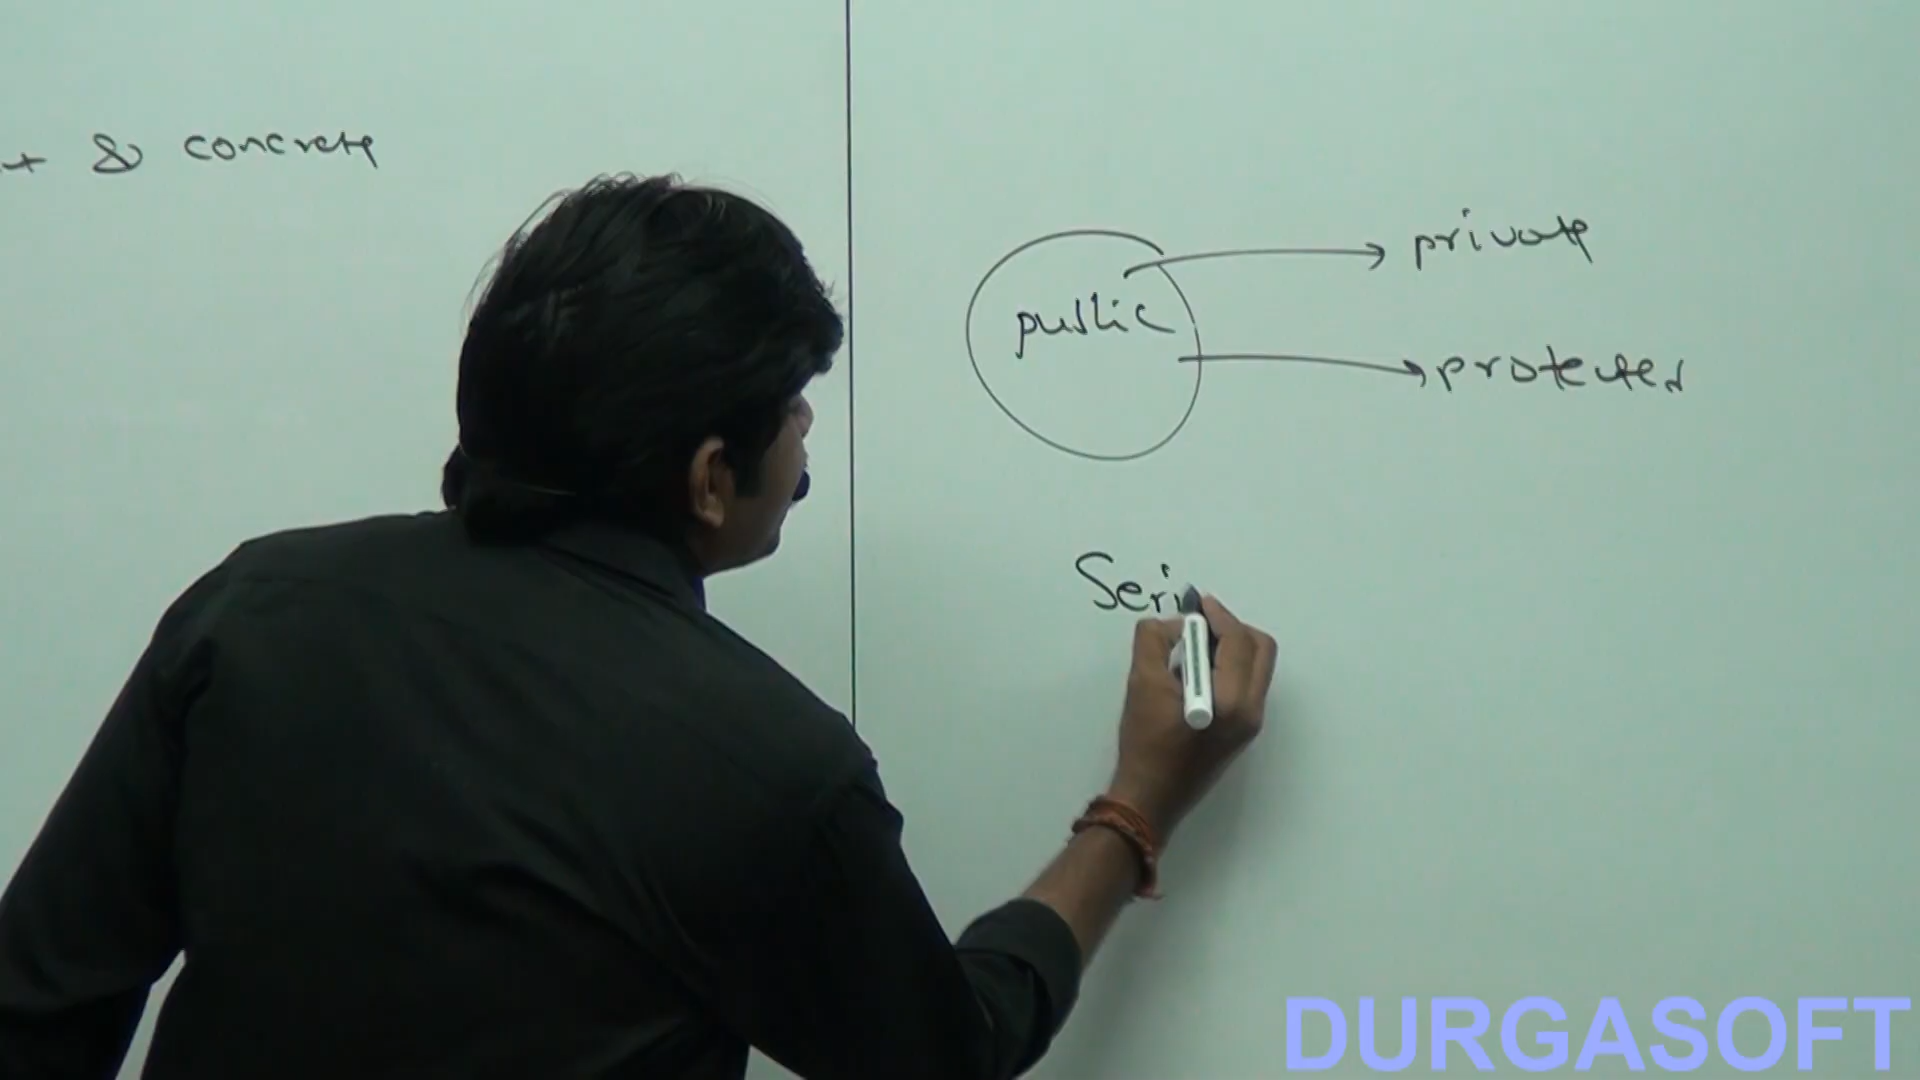 & concrete
private
public
protected
Seri
DURGASOFT